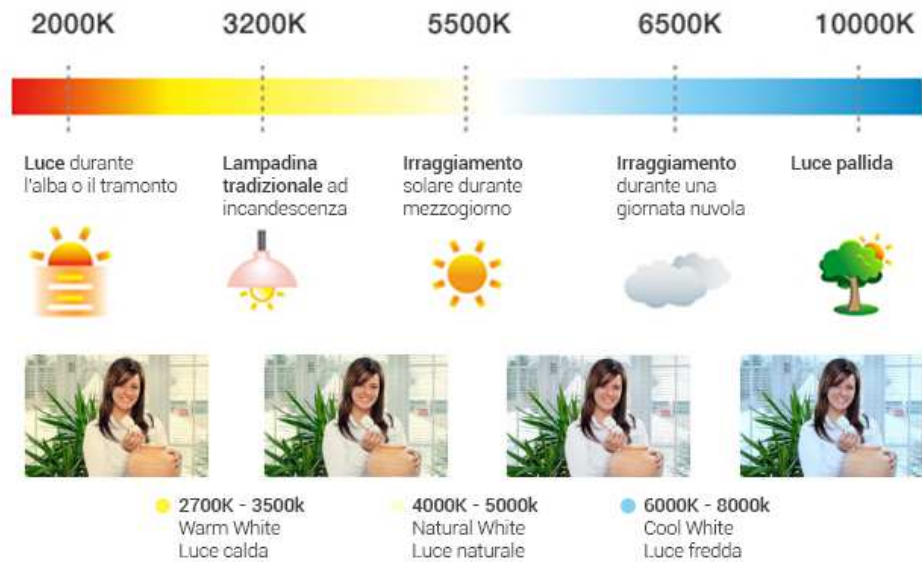 2000K
3200K
5500K
6500K
10000K
Luce durante
l'alba o il tramonto
Lampadina
tradizionale ad
incandescenza
Irraggiamento
solare durante
mezzogiorno
Irraggiamento
durante una
giornata nuvola
Luce pallida
2700K - 3500k
Warm White
Luce calda
4000K - 5000k
Natural White
Luce naturale
6000K - 8000k
Cool White
Luce fredda